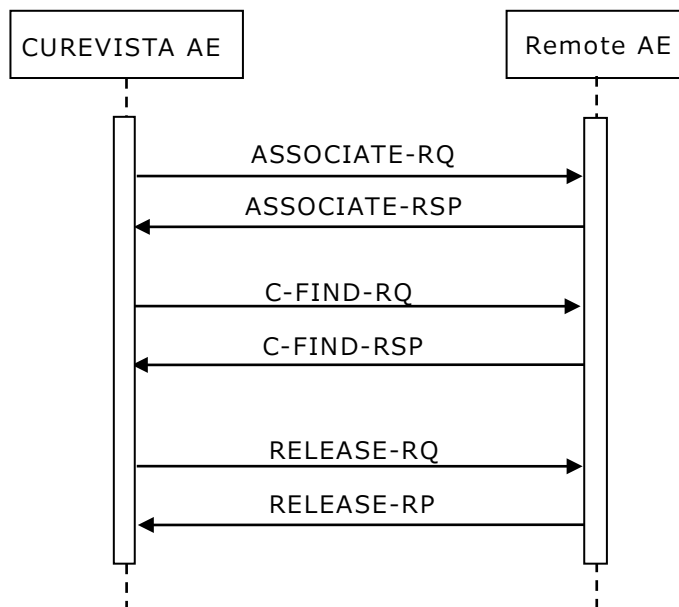 CUREVISTA AE
Remote AE
ASSOCIATE-RQ
ASSOCIATE-RSP
C-FIND-RQ
C-FIND-RSP
RELEASE-RQ
RELEASE-RP